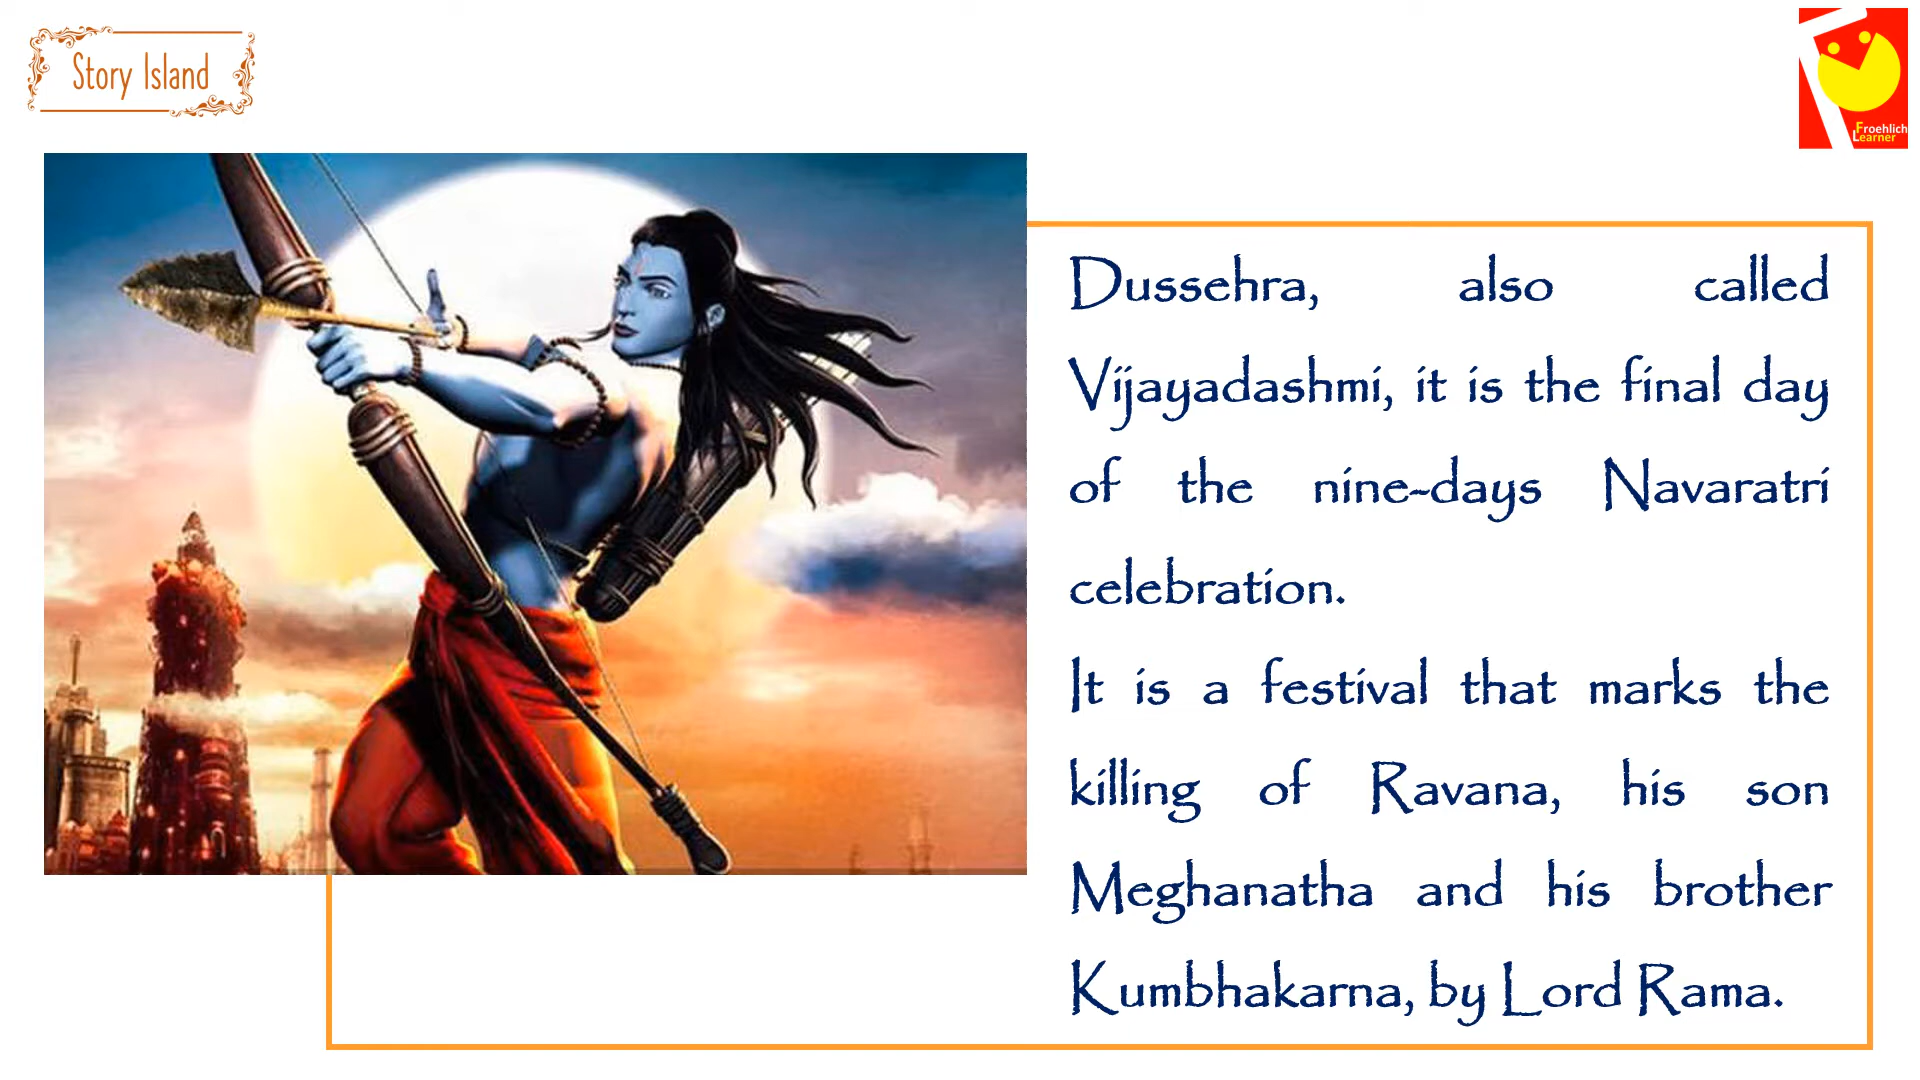 Story Island
Froehlich
Learner
Dussehra, also called
Vijayadashmi, it is the final day
of the nine-days Navaratri
celebration.
It is a festival that marks the
killing of Ravana, his son
Meghanatha and his brother
Kumbhakarna, by Lord Rama.